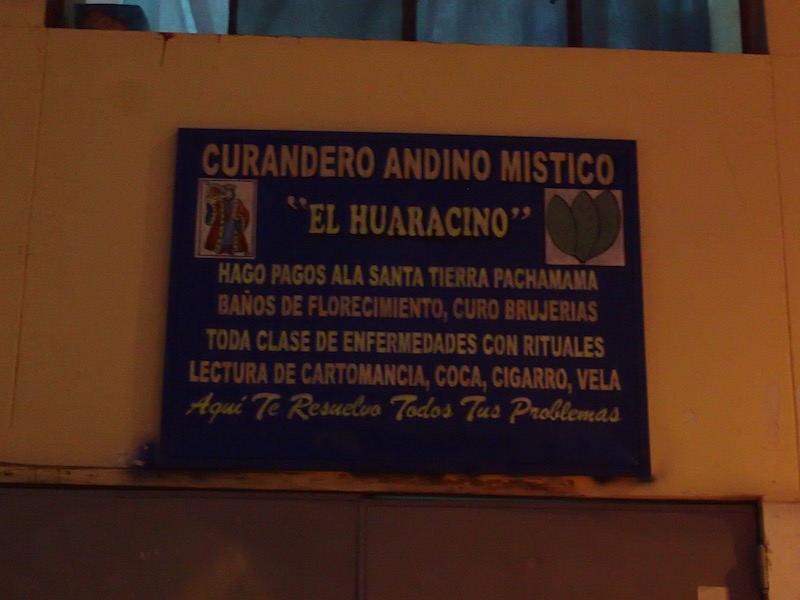 CURANDERO ANDINO MISTICO
"EL HUARACINO"
HAGO PAGOS ALA SANTA TIERRA PACHAMAMA
BAÑOS DE FLORECIMIENTO, CURO BRUJERIAS
TODA CLASE DE ENFERMEDADES CON RITUALES
LECTURA DE CARTOMANCIA, COCA, CIGARRO, VELA
Aquí Te Resuelvo Todos Tus Problemas